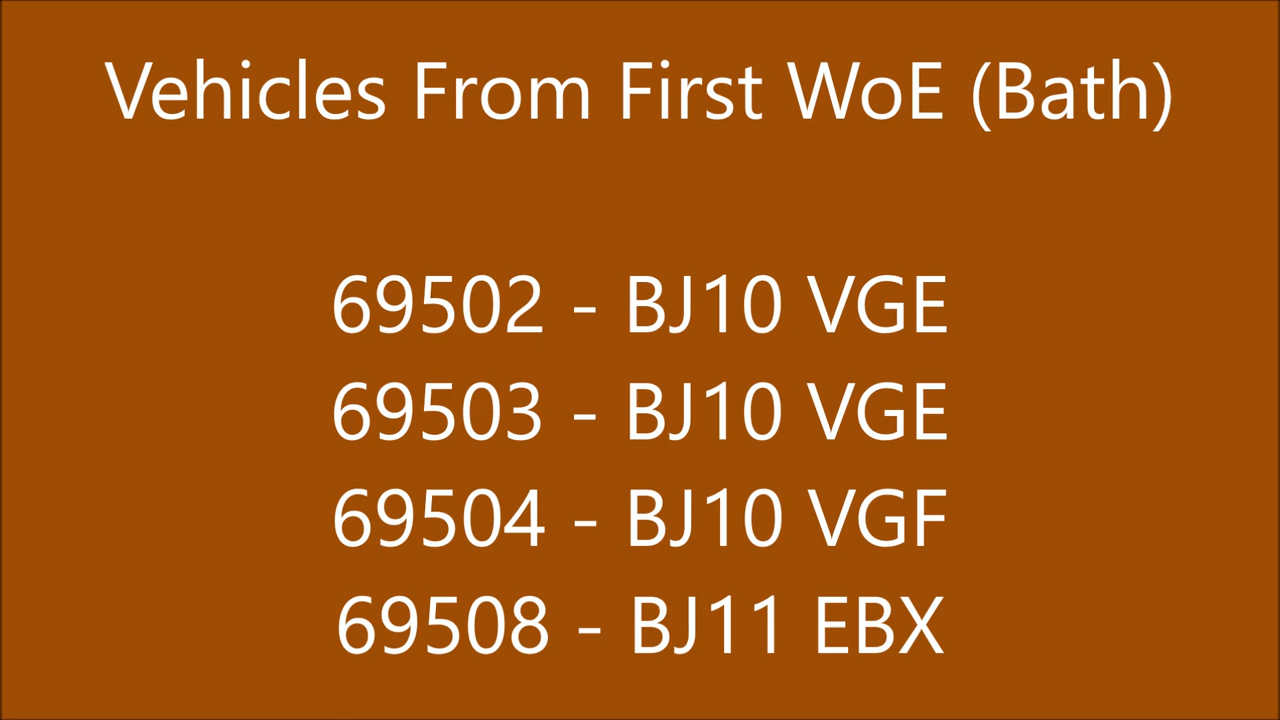 Vehicles From First WoE (Bath)
69502 - BJ10 VGE
69503 - BJ10 VGE
69504 - BJ10 VGF
69508 - BJ11 EBX